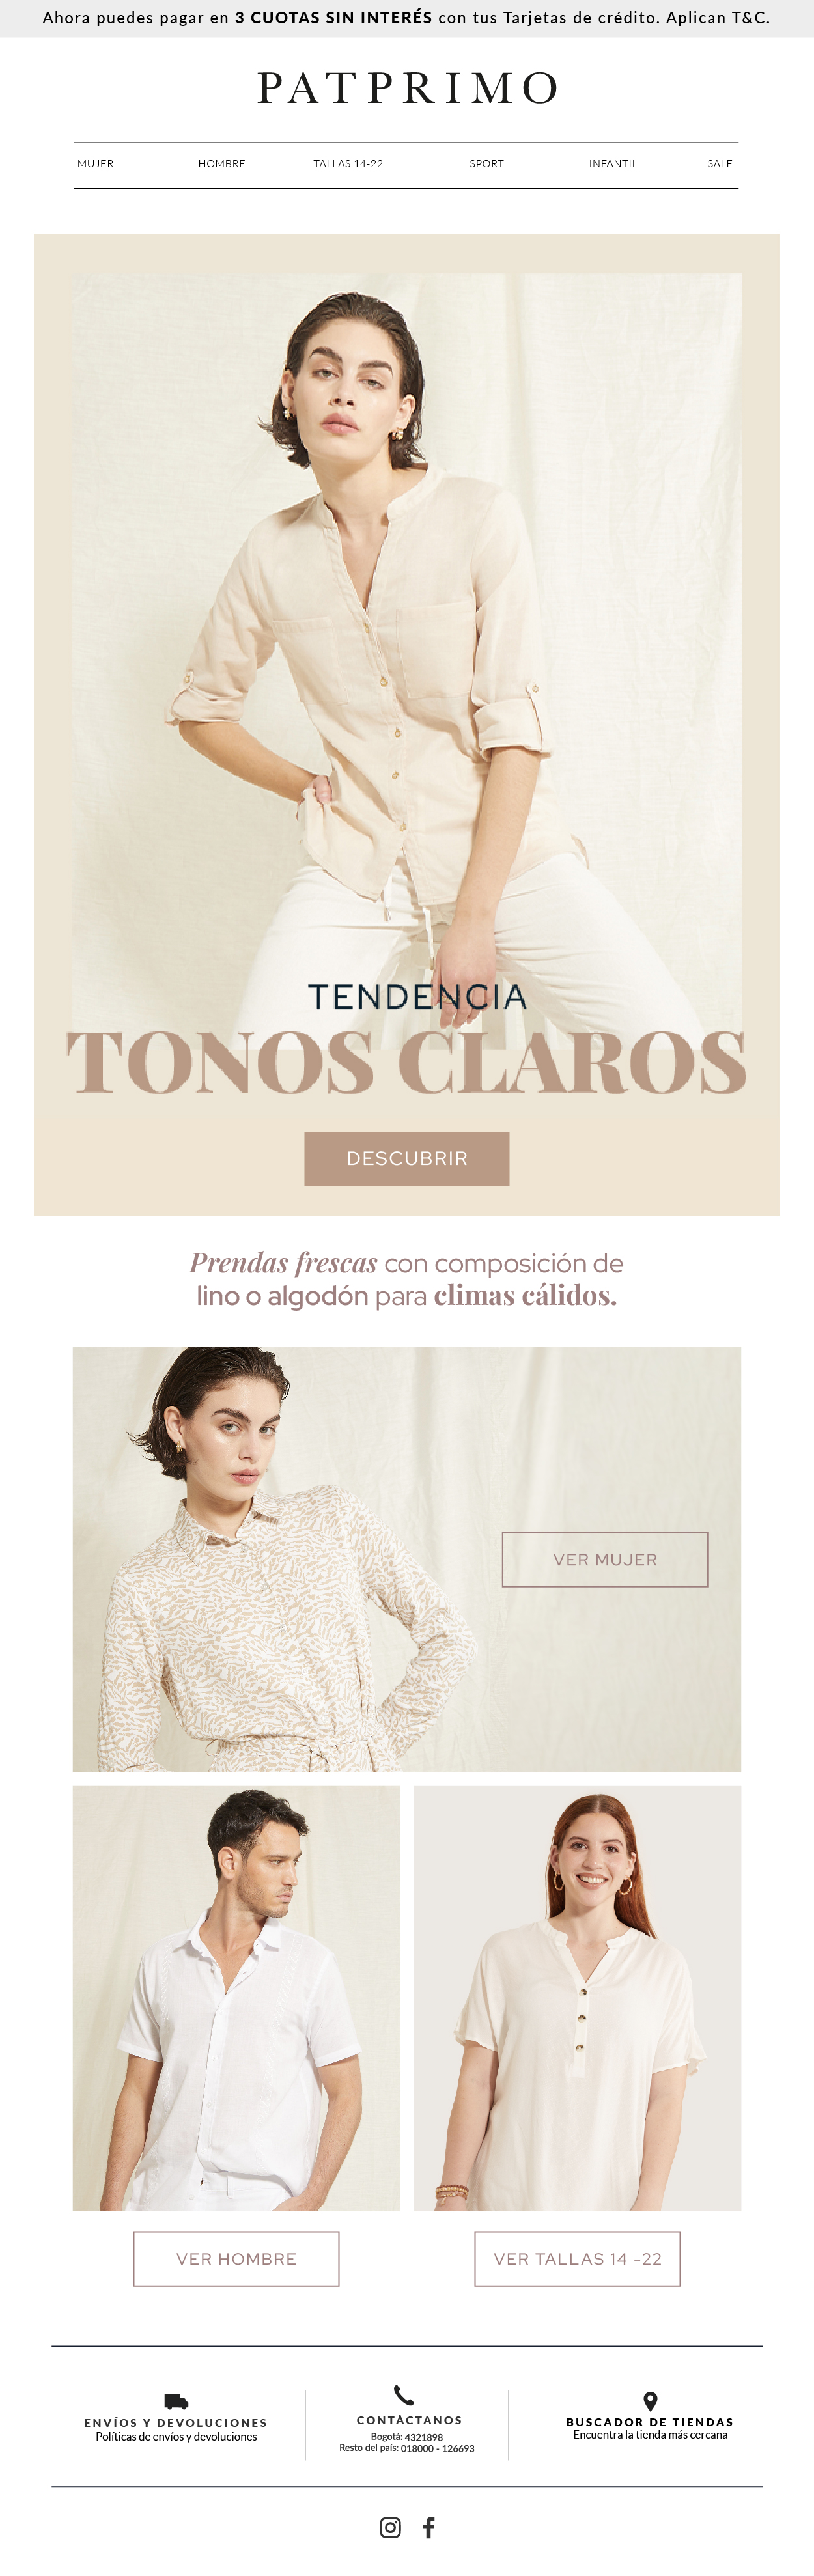 Ahora puedes pagar en 3 CUOTAS SIN INTERÉS con tus Tarjetas de crédito. Aplican T&C.
PATPRIMO
MUJER HOMBRE TALLAS 14-22 SPORT INFANTIL SALE
TENDENCIA
TONOS CLAROS
DESCUBRIR
Prendas frescas con composición de
lino o algodón para climas cálidos.
VER MUJER
VER HOMBRE
VER TALLAS 14 -22
ENVÍOS Y DEVOLUCIONES
Políticas de envíos y devoluciones
CONTÁCTANOS
Bogotá: 4321898
Resto del país: 018000 - 126693
BUSCADOR DE TIENDAS
Encuentra la tienda más cercana